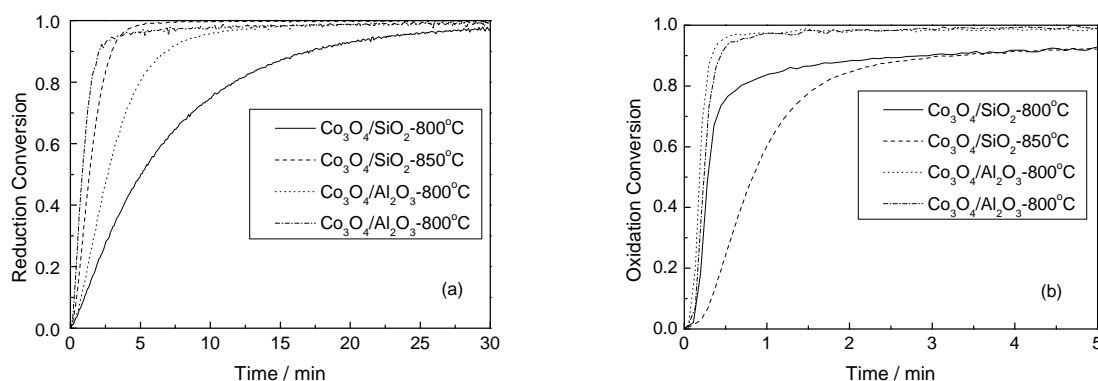 1.0
0.8
0.6
0.4
0.2
0.0
Reduction Conversion
Co₃O₄/SiO₂-800°C
Co₃O₄/SiO₂-850°C
Co₃O₄/Al₂O₃-800°C
Co₃O₄/Al₂O₃-800°C
(a)
0 5 10 15 20 25 30
Time / min
1.0
0.8
0.6
0.4
0.2
0.0
Oxidation Conversion
Co₃O₄/SiO₂-800°C
Co₃O₄/SiO₂-850°C
Co₃O₄/Al₂O₃-800°C
Co₃O₄/Al₂O₃-800°C
(b)
0 1 2 3 4 5
Time / min